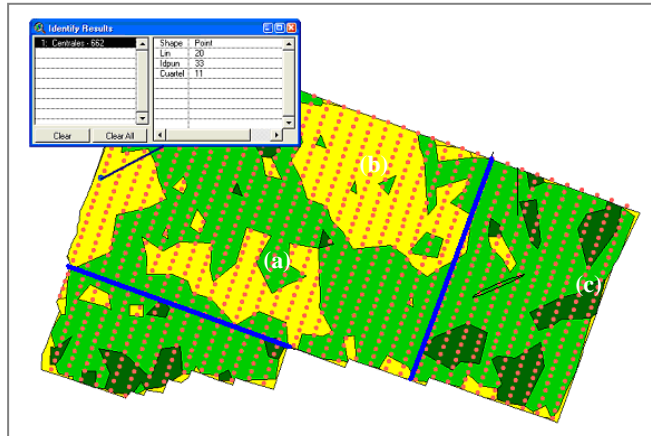 Identify Results
1: Centrales - 662
Shape Point
Lin 20
Idpun 33
Cuartel 11
Clear Clear All
(b)
(a)
(c)